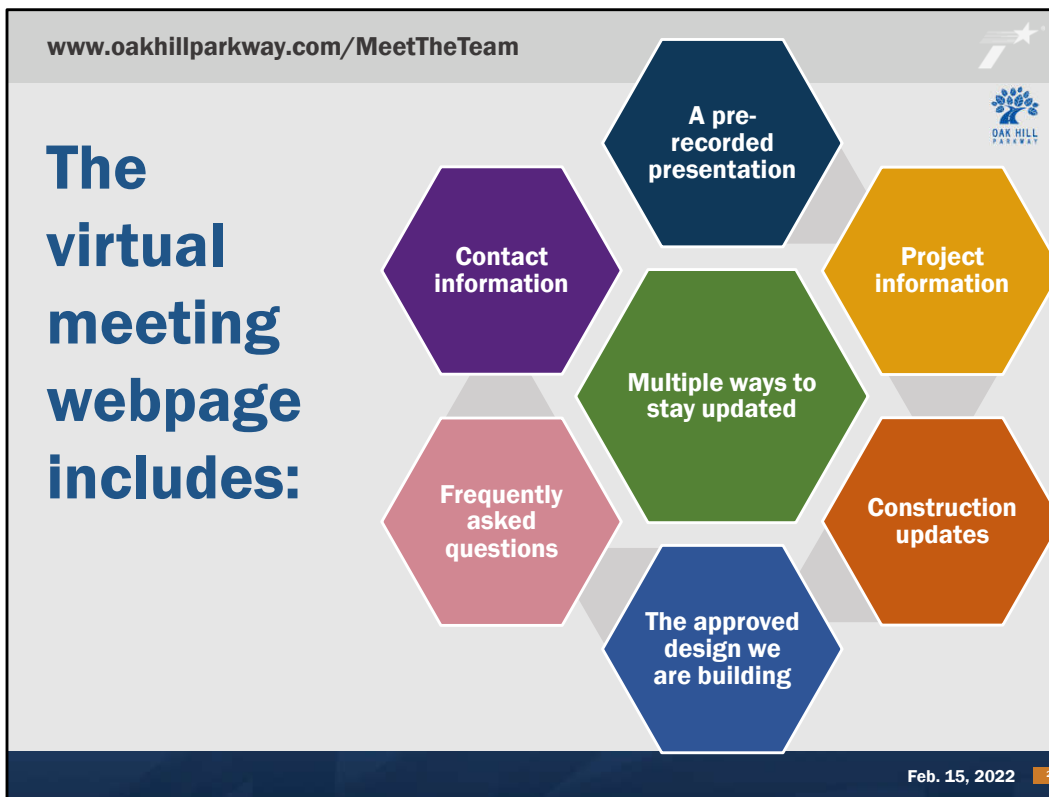 www.oakhillparkway.com/MeetTheTeam
OAK HILL
PARKWAY
The
virtual
meeting
webpage
includes:
A pre-
recorded
presentation
Project
information
Construction
updates
The approved
design we
are building
Frequently
asked
questions
Contact
information
Multiple ways to
stay updated
Feb. 15, 2022
2